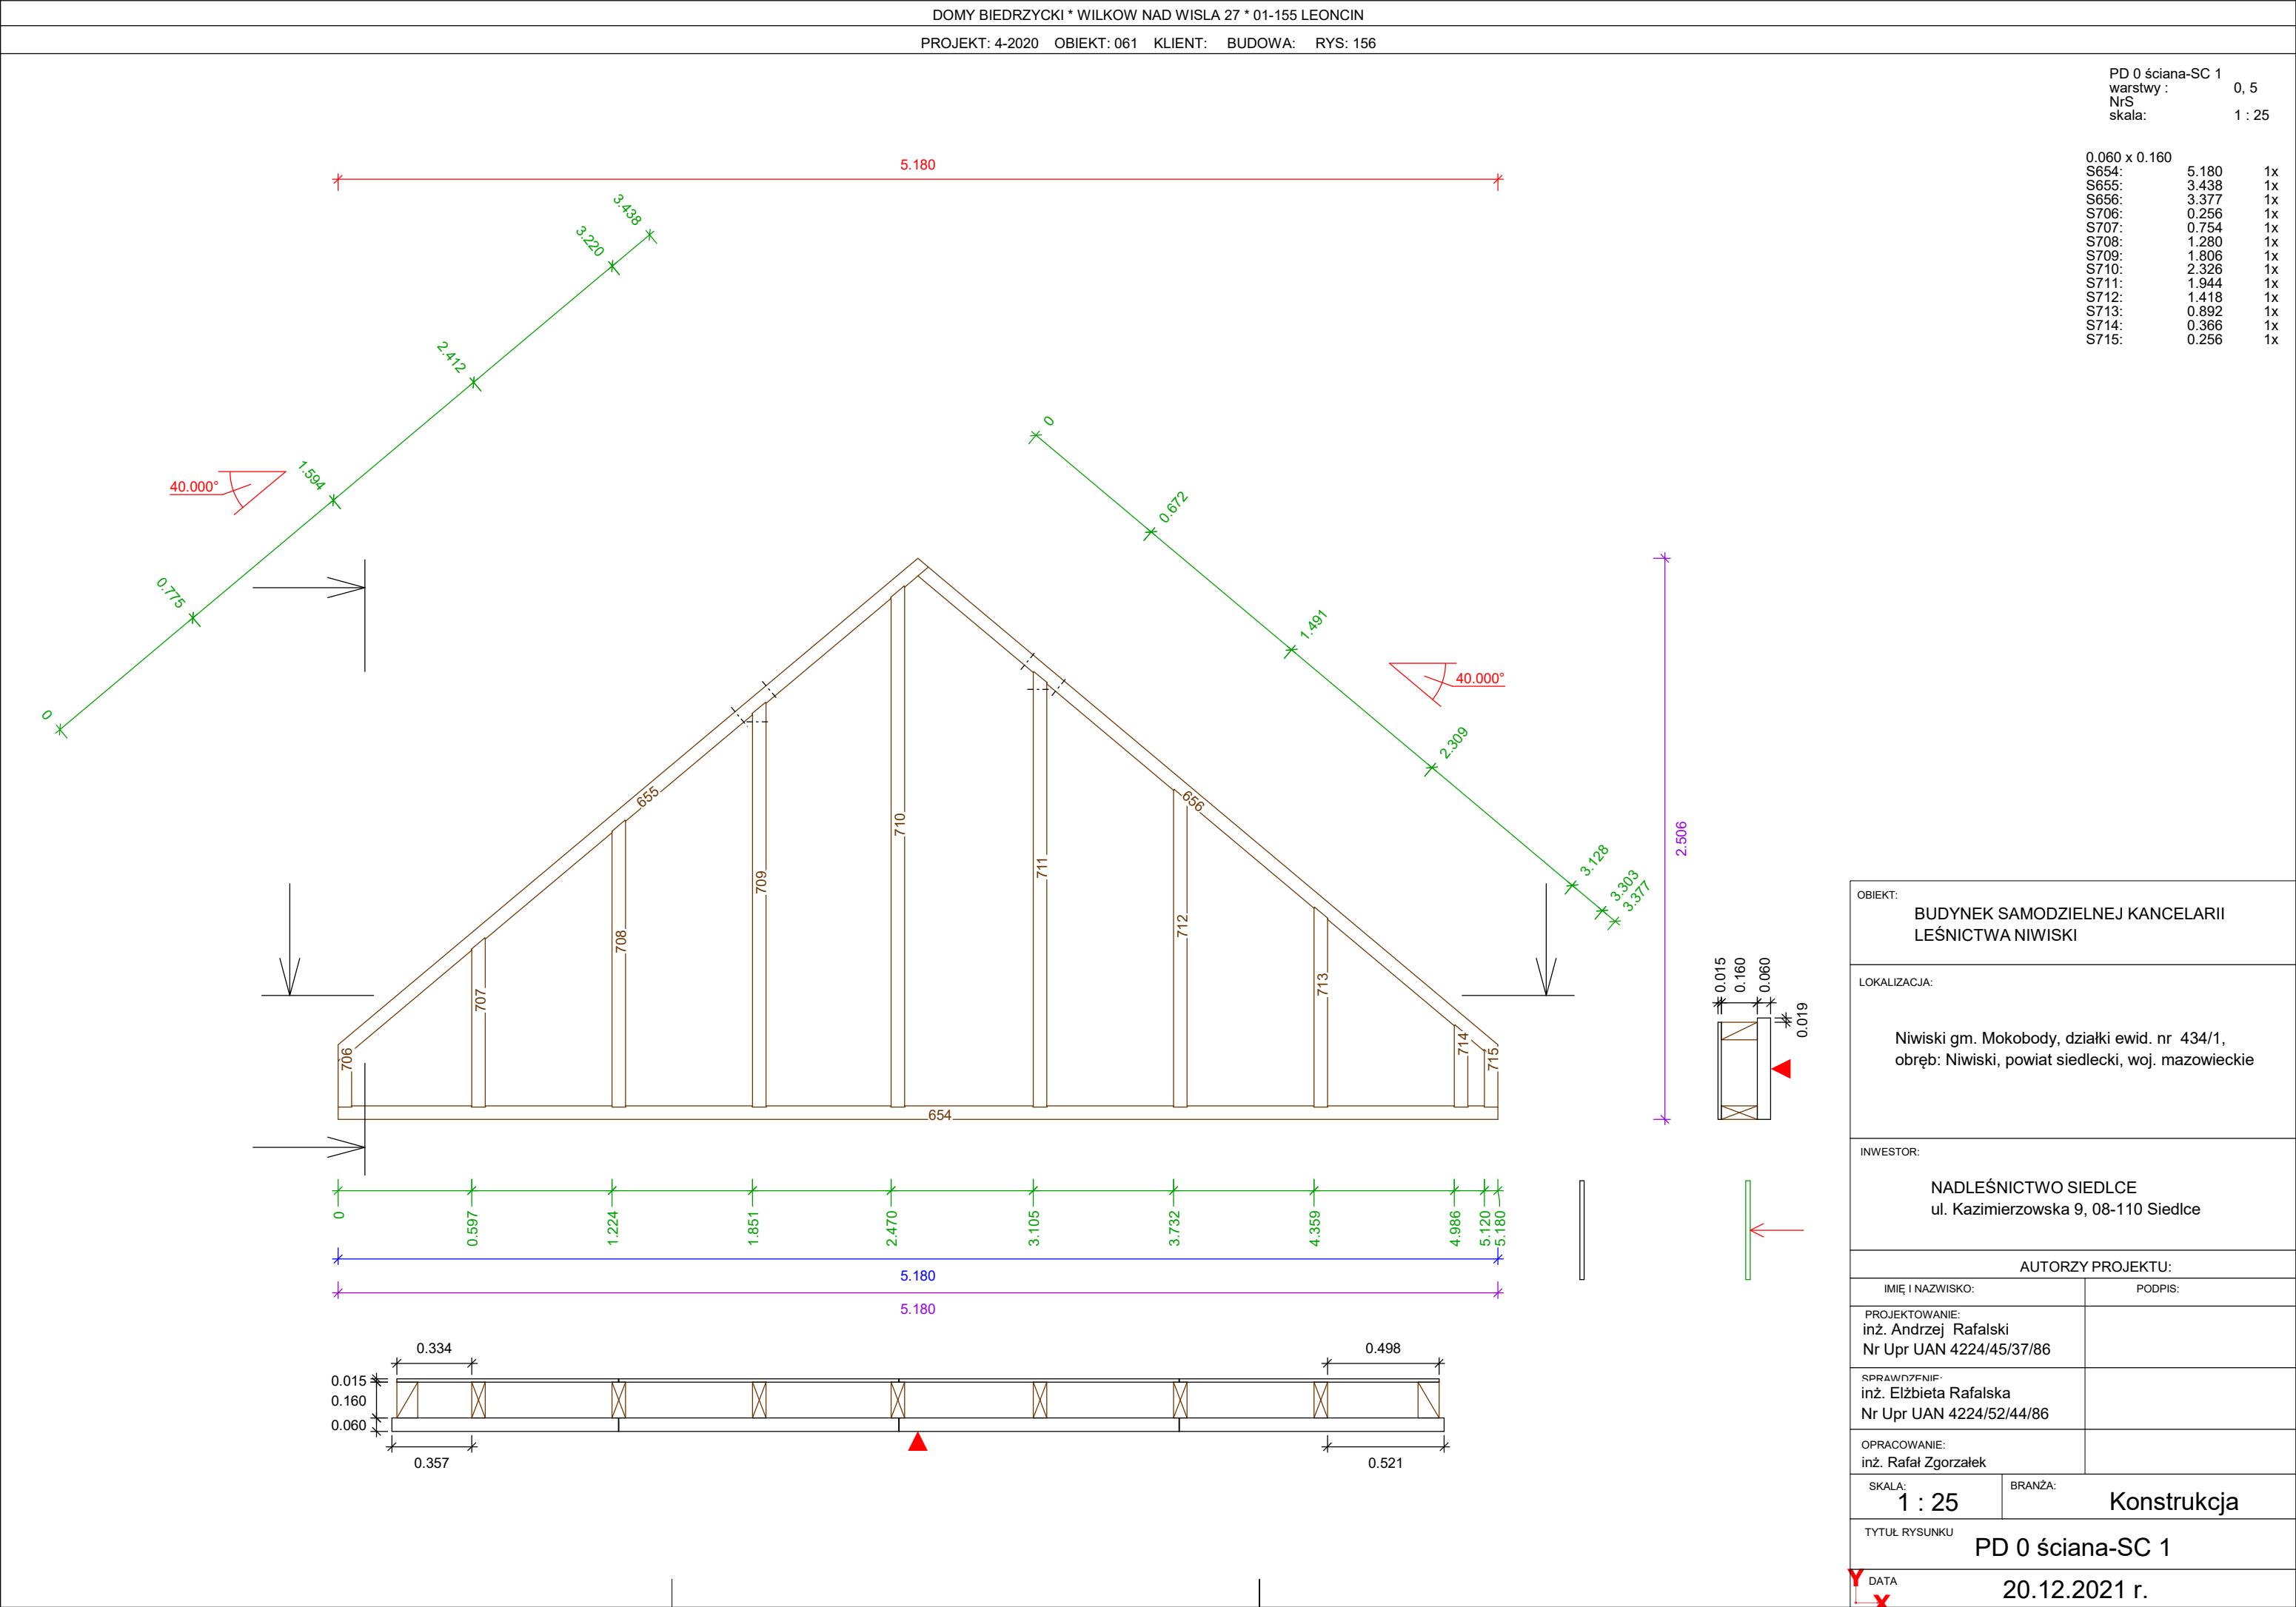 DOMY BIEDRZYCKI * WILKOW NAD WISLA 27 * 01-155 LEONCIN
PROJEKT: 4-2020 OBIEKT: 061 KLIENT: BUDOWA: RYS: 156
PD 0 ściana-SC 1
warstwy : 0, 5
NrS
skala: 1 : 25
0.060 x 0.160
S654: 5.180 1x
S655: 3.438 1x
S656: 3.377 1x
S706: 0.256 1x
S707: 0.754 1x
S708: 1.280 1x
S709: 1.806 1x
S710: 2.326 1x
S711: 1.944 1x
S712: 1.418 1x
S713: 0.892 1x
S714: 0.366 1x
S715: 0.256 1x
5.180
0
0.775
1.594
2.412
3.220
3.438
40.000°
0
0.672
1.491
2.309
3.128
3.303
3.377
40.000°
655
656
706
707
708
709
710
711
712
713
714
715
654
2.506
0.015
0.160
0.060
0.019
0
0.597
1.224
1.851
2.470
3.105
3.732
4.359
4.986
5.120
5.180
5.180
5.180
0.334
0.498
0.015
0.160
0.060
0.357
0.521
OBIEKT:
BUDYNEK SAMODZIELNEJ KANCELARII
LEŚNICTWA NIWISKI
LOKALIZACJA:
Niwiski gm. Mokobody, działki ewid. nr 434/1,
obręb: Niwiski, powiat siedlecki, woj. mazowieckie
INWESTOR:
NADLEŚNICTWO SIEDLCE
ul. Kazimierzowska 9, 08-110 Siedlce
AUTORZY PROJEKTU:
IMIĘ I NAZWISKO: PODPIS:
PROJEKTOWANIE:
inż. Andrzej Rafalski
Nr Upr UAN 4224/45/37/86
SPRAWDZENIE:
inż. Elżbieta Rafalska
Nr Upr UAN 4224/52/44/86
OPRACOWANIE:
inż. Rafał Zgorzałek
SKALA: 1 : 25
BRANŻA: Konstrukcja
TYTUŁ RYSUNKU
PD 0 ściana-SC 1
DATA 20.12.2021 r.
Y
X